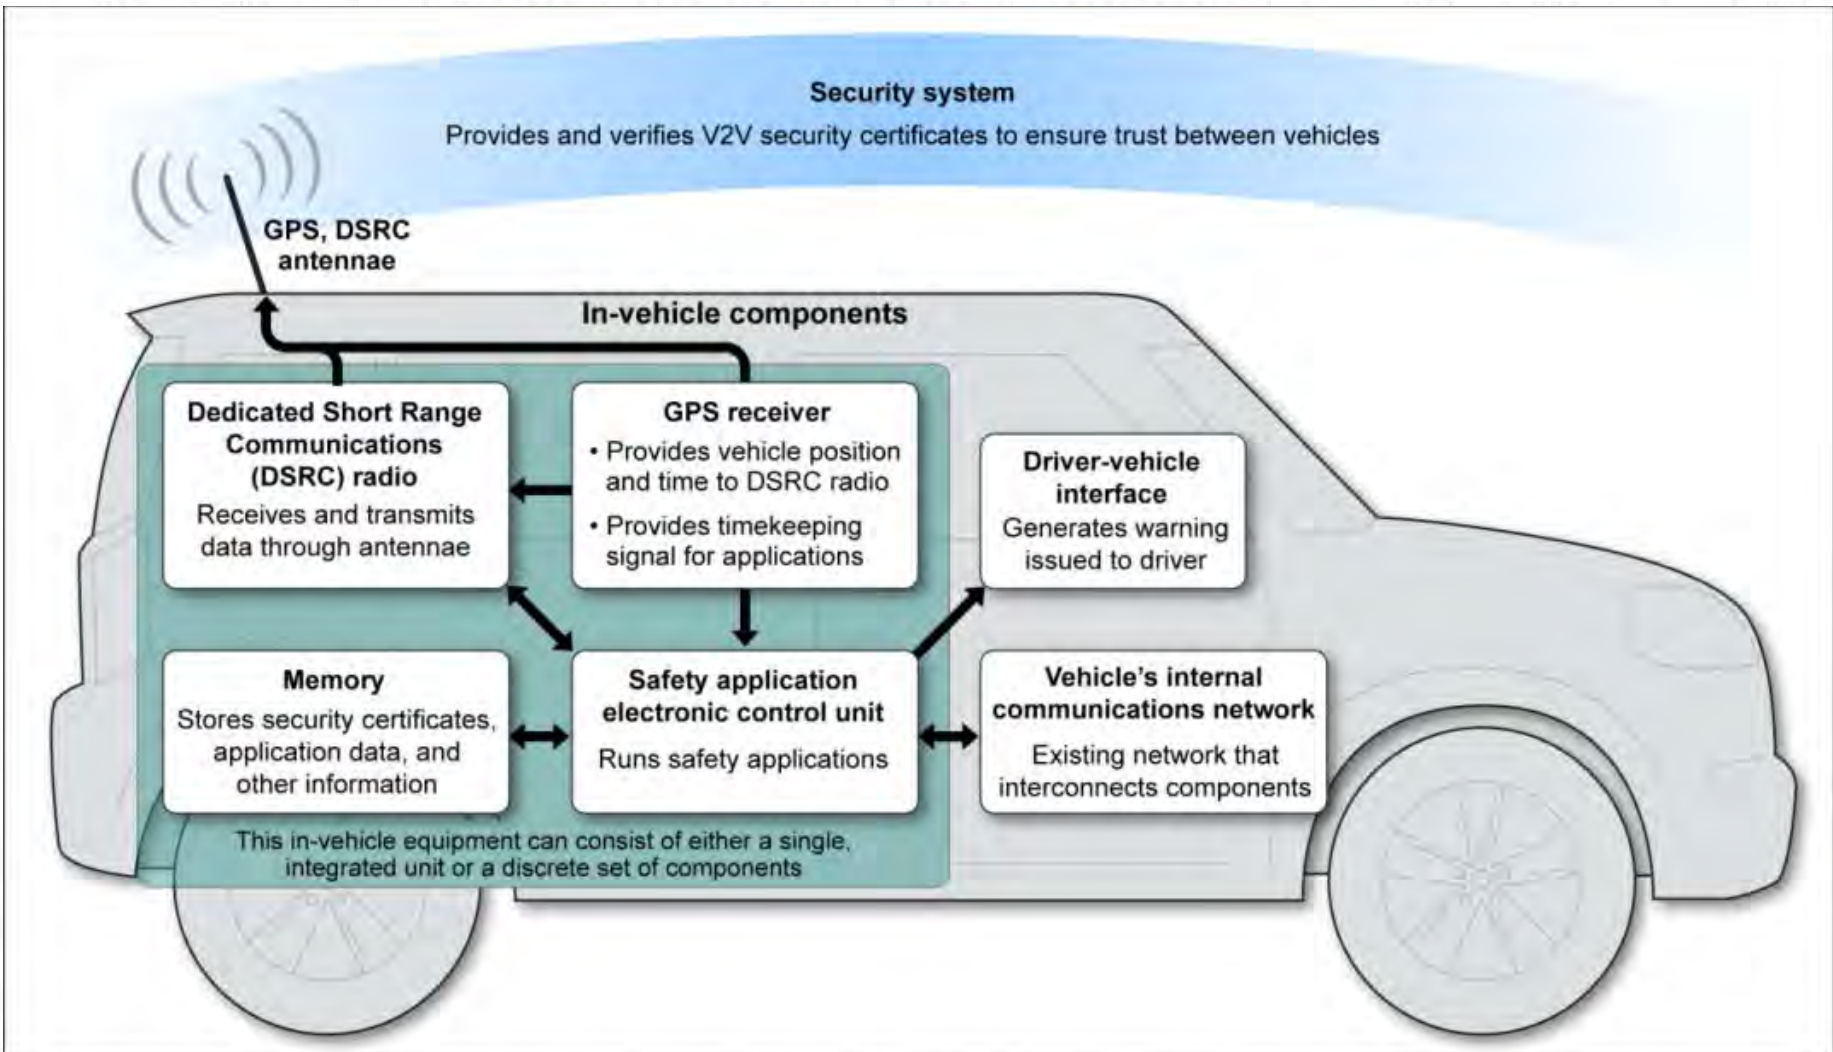 Security system
Provides and verifies V2V security certificates to ensure trust between vehicles
GPS, DSRC
antennae
In-vehicle components
Dedicated Short Range
Communications
(DSRC) radio
Receives and transmits
data through antennae
GPS receiver
• Provides vehicle position
and time to DSRC radio
• Provides timekeeping
signal for applications
Driver-vehicle
interface
Generates warning
issued to driver
Memory
Stores security certificates,
application data, and
other information
Safety application
electronic control unit
Runs safety applications
Vehicle's internal
communications network
Existing network that
interconnects components
This in-vehicle equipment can consist of either a single,
integrated unit or a discrete set of components